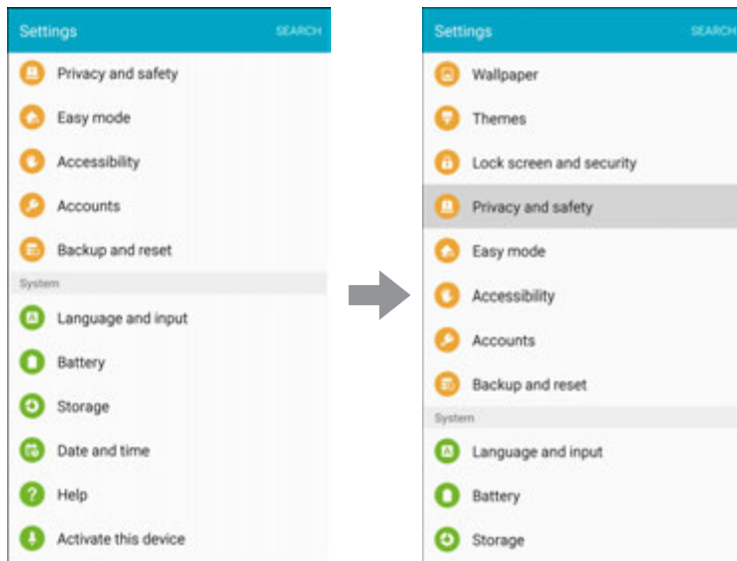 Settings SEARCH
Privacy and safety
Easy mode
Accessibility
Accounts
Backup and reset
System
Language and input
Battery
Storage
Date and time
Help
Activate this device
Settings SEARCH
Wallpaper
Themes
Lock screen and security
Privacy and safety
Easy mode
Accessibility
Accounts
Backup and reset
System
Language and input
Battery
Storage